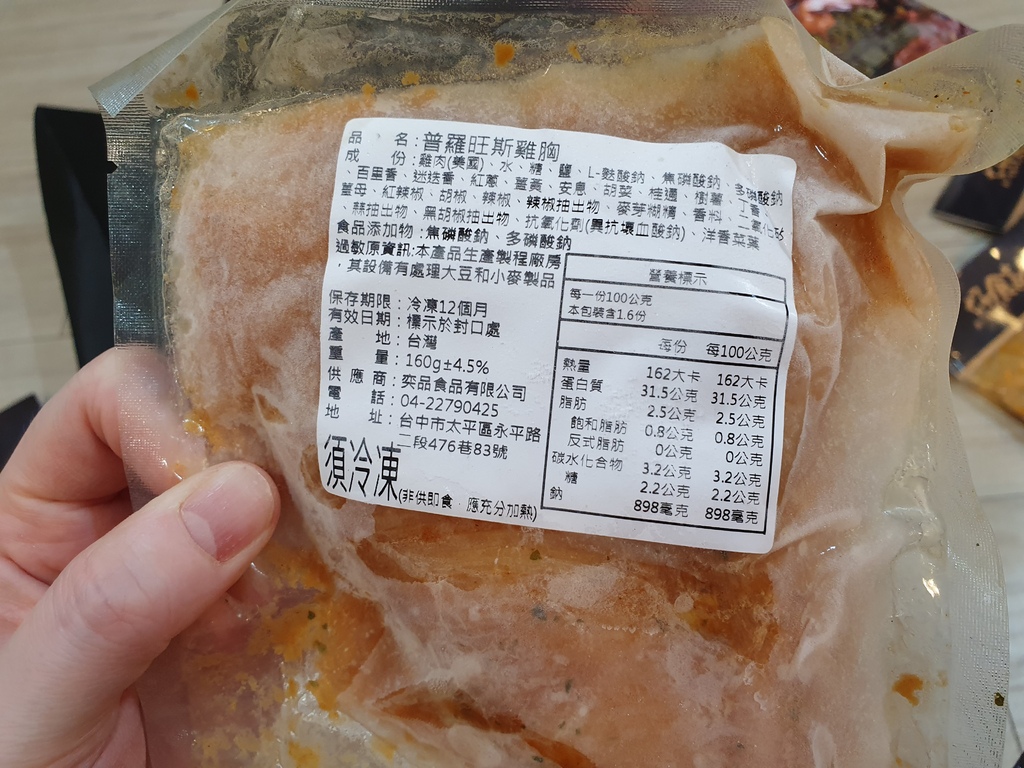 品 名：普羅旺斯雞胸
成 份：雞肉(美國)、水、糖、鹽、L-麩酸鈉、焦磷酸鈉、多磷酸鈉
、百里香、迷迭香、紅蔥、薑黃、安息、胡菜、桂通、樹薯
薑母、紅辣椒、胡椒、辣椒、辣椒抽出物、麥芽糊精、香料、二氧化矽
蒜抽出物、黑胡椒抽出物、抗氧化劑(異抗壞血酸鈉)、洋香菜葉
食品添加物：焦磷酸鈉、多磷酸鈉
過敏原資訊:本產品生產製程廠房
，其設備有處理大豆和小麥製品
保存期限：冷凍12個月
有效日期：標示於封口處
產 地：台灣
重 量：160g±4.5%
供 應 商：奕品食品有限公司
電 話：04-22790425
地 址：台中市太平區永平路
二段476巷83號
須冷凍(非供即食，應充分加熱)
營養標示
每一份100公克
本包裝含1.6份
每份 每100公克
熱量 162大卡 162大卡
蛋白質 31.5公克 31.5公克
脂肪 2.5公克 2.5公克
飽和脂肪 0.8公克 0.8公克
反式脂肪 0公克 0公克
碳水化合物 3.2公克 3.2公克
糖 2.2公克 2.2公克
鈉 898毫克 898毫克